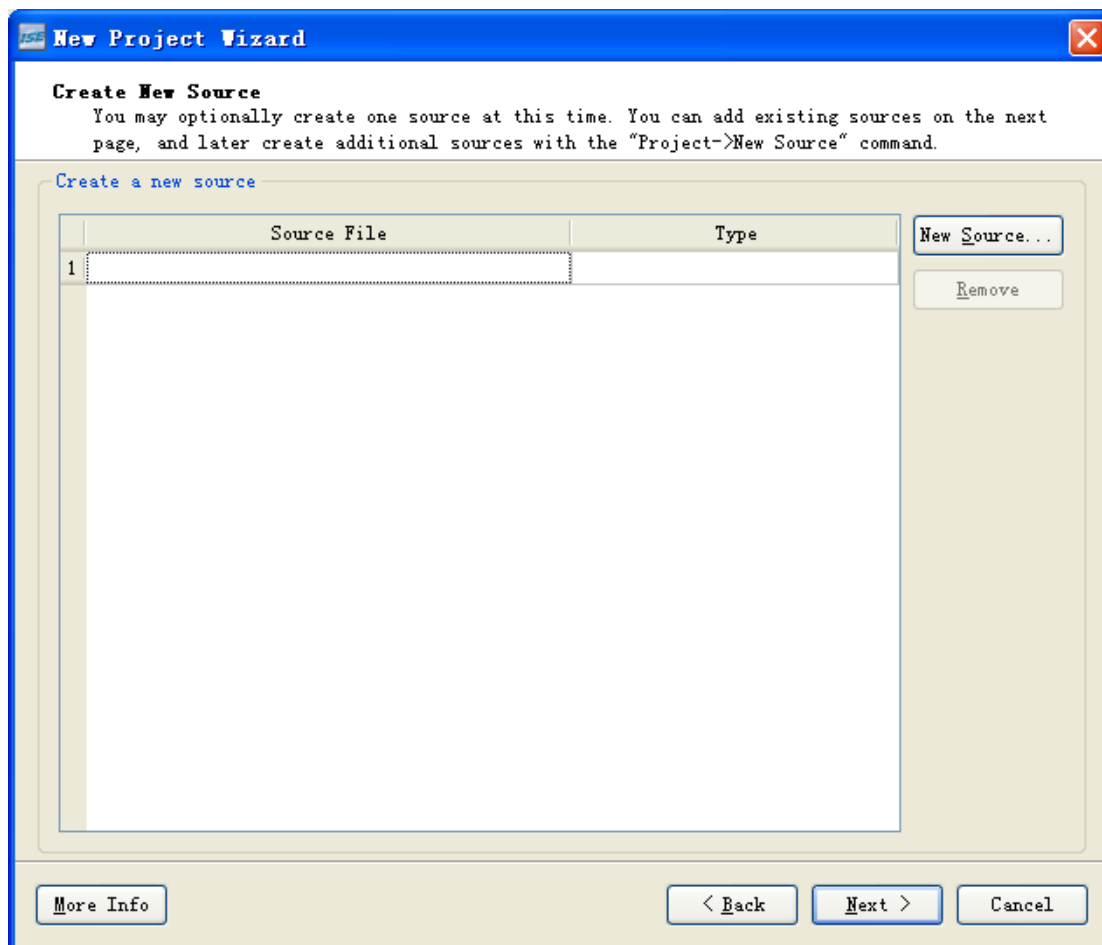 ISE New Project Wizard
Create New Source
You may optionally create one source at this time. You can add existing sources on the next
page, and later create additional sources with the "Project->New Source" command.
Create a new source
Source File Type
New Source...
1
Remove
More Info
< Back
Next >
Cancel